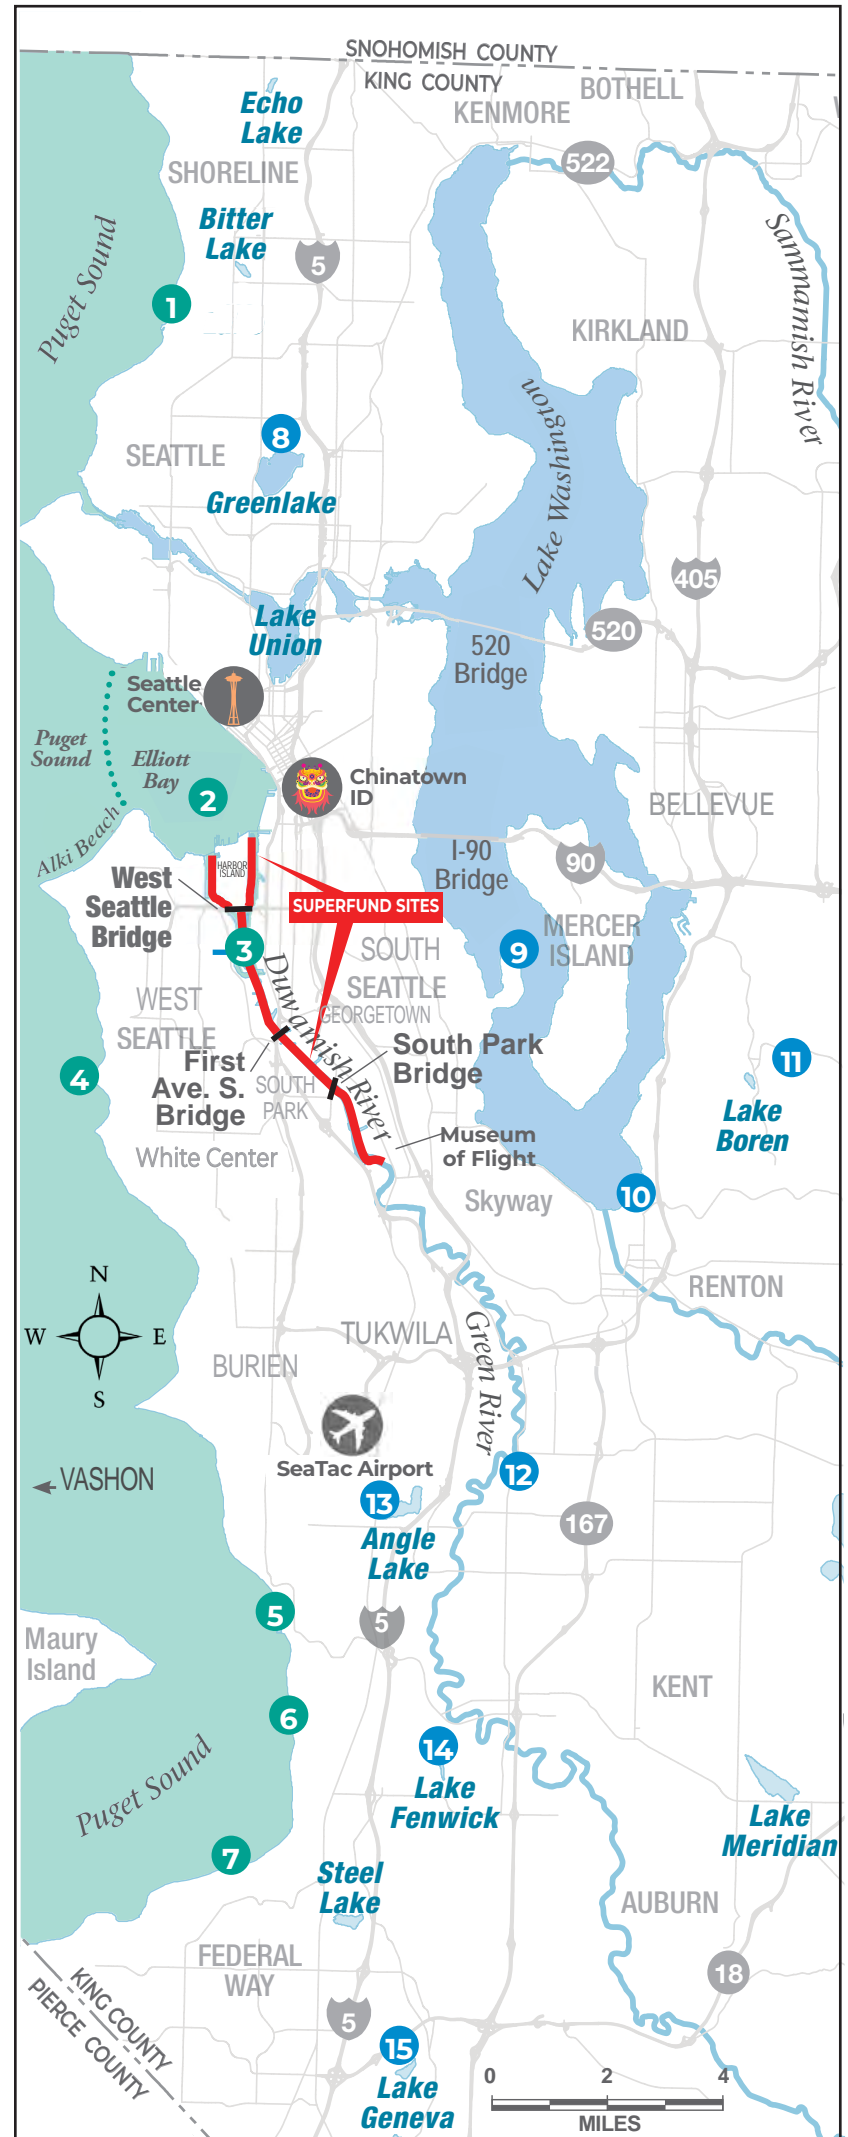 SNOHOMISH COUNTY
KING COUNTY
BOTHELL
KENMORE
Echo
Lake
522
SHORELINE
Bitter
Lake
Sammamish River
Puget Sound
5
1
KIRKLAND
Lake Washington
8
SEATTLE
Greenlake
405
Lake
Union
520
520
Bridge
Seattle
Center
Puget
Sound
Elliott
Bay
2
Chinatown
ID
BELLEVUE
Alki Beach
I-90
Bridge
90
HARBOR
ISLAND
West
Seattle
Bridge
SUPERFUND SITES
MERCER
ISLAND
9
3
SOUTH
SEATTLE
GEORGETOWN
Duwamish River
WEST
SEATTLE
First
Ave. S.
Bridge
South Park
Bridge
11
4
SOUTH
PARK
Lake
Boren
Museum
of Flight
White Center
10
Skyway
N
W
E
S
RENTON
TUKWILA
Green River
BURIEN
SeaTac Airport
12
VASHON
13
167
Angle
Lake
5
5
Maury
Island
KENT
6
14
Lake
Fenwick
Puget Sound
Lake
Meridian
7
Steel
Lake
AUBURN
FEDERAL
WAY
18
KING COUNTY
PIERCE COUNTY
5
15
Lake
Geneva
0 2 4
MILES